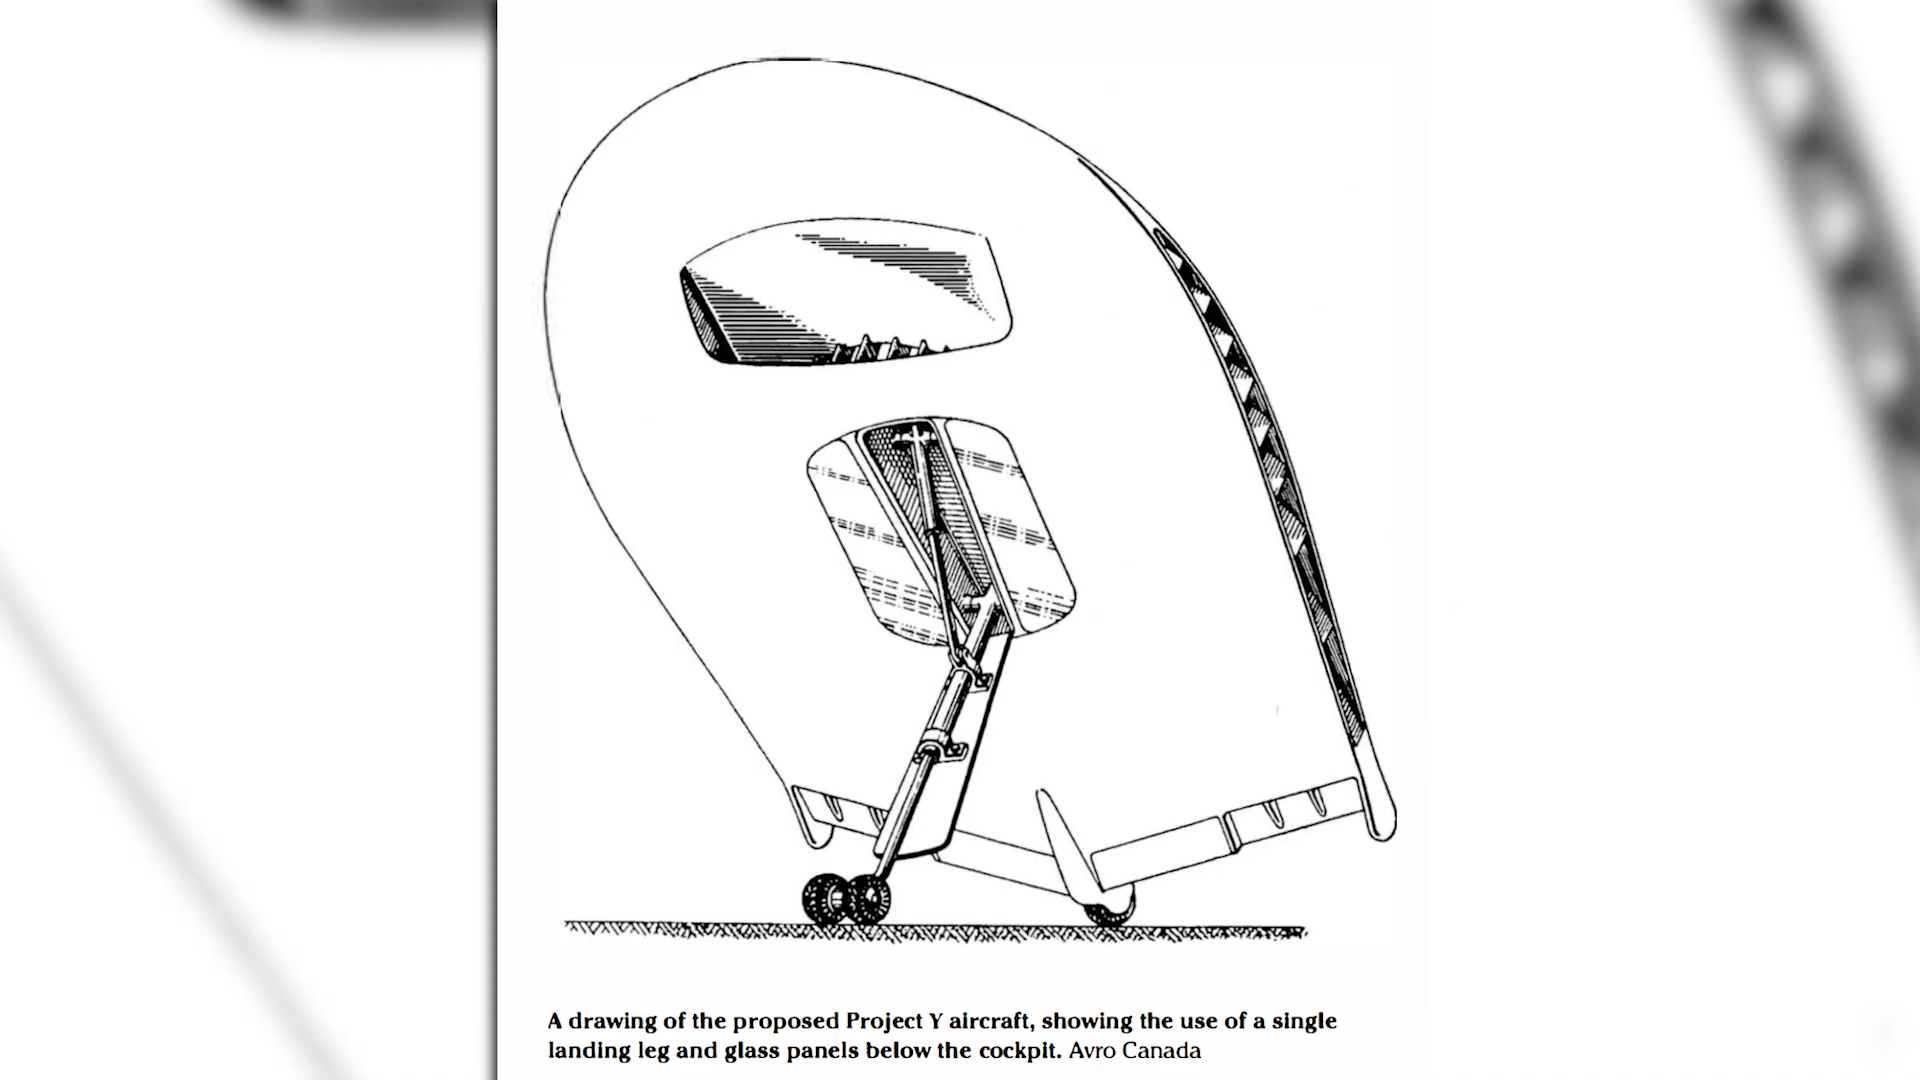 A drawing of the proposed Project Y aircraft, showing the use of a single
landing leg and glass panels below the cockpit. Avro Canada